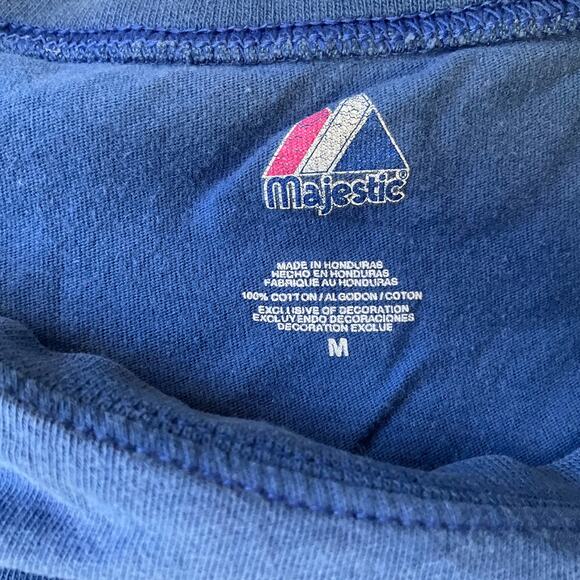 Majestic®
MADE IN HONDURAS
HECHO EN HONDURAS
FABRIQUE AU HONDURAS
100% COTTON/ALGODON/COTON
EXCLUSIVE OF DECORATION
EXCLUYENDO DECORACIONES
DECORATION EXCLUE
M